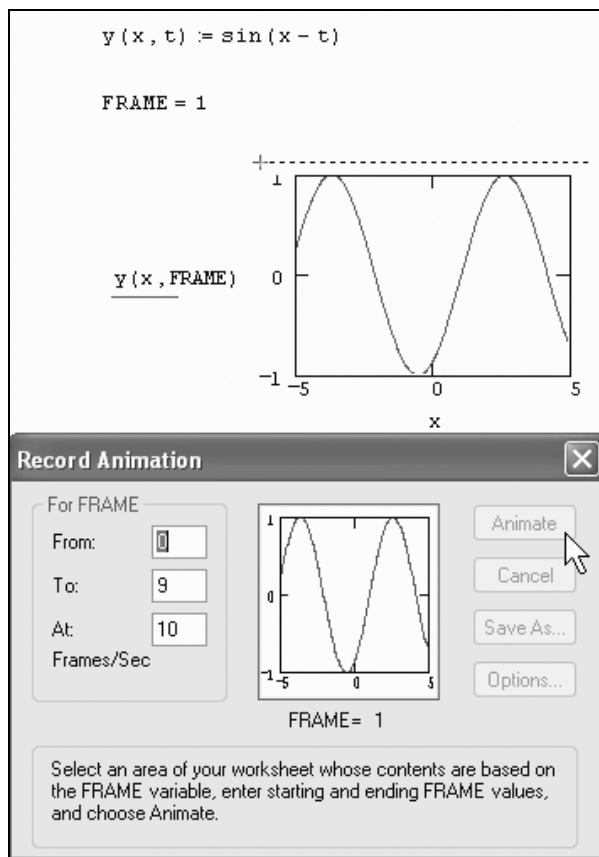 y(x,t) := sin(x-t)
FRAME = 1
1
y(x,FRAME)
0
-1
-5
0
5
x
Record Animation
For FRAME
From: 0
To: 9
At: 10
Frames/Sec
1
0
-1
-5
0
5
FRAME= 1
Animate
Cancel
Save As...
Options...
Select an area of your worksheet whose contents are based on
the FRAME variable, enter starting and ending FRAME values,
and choose Animate.